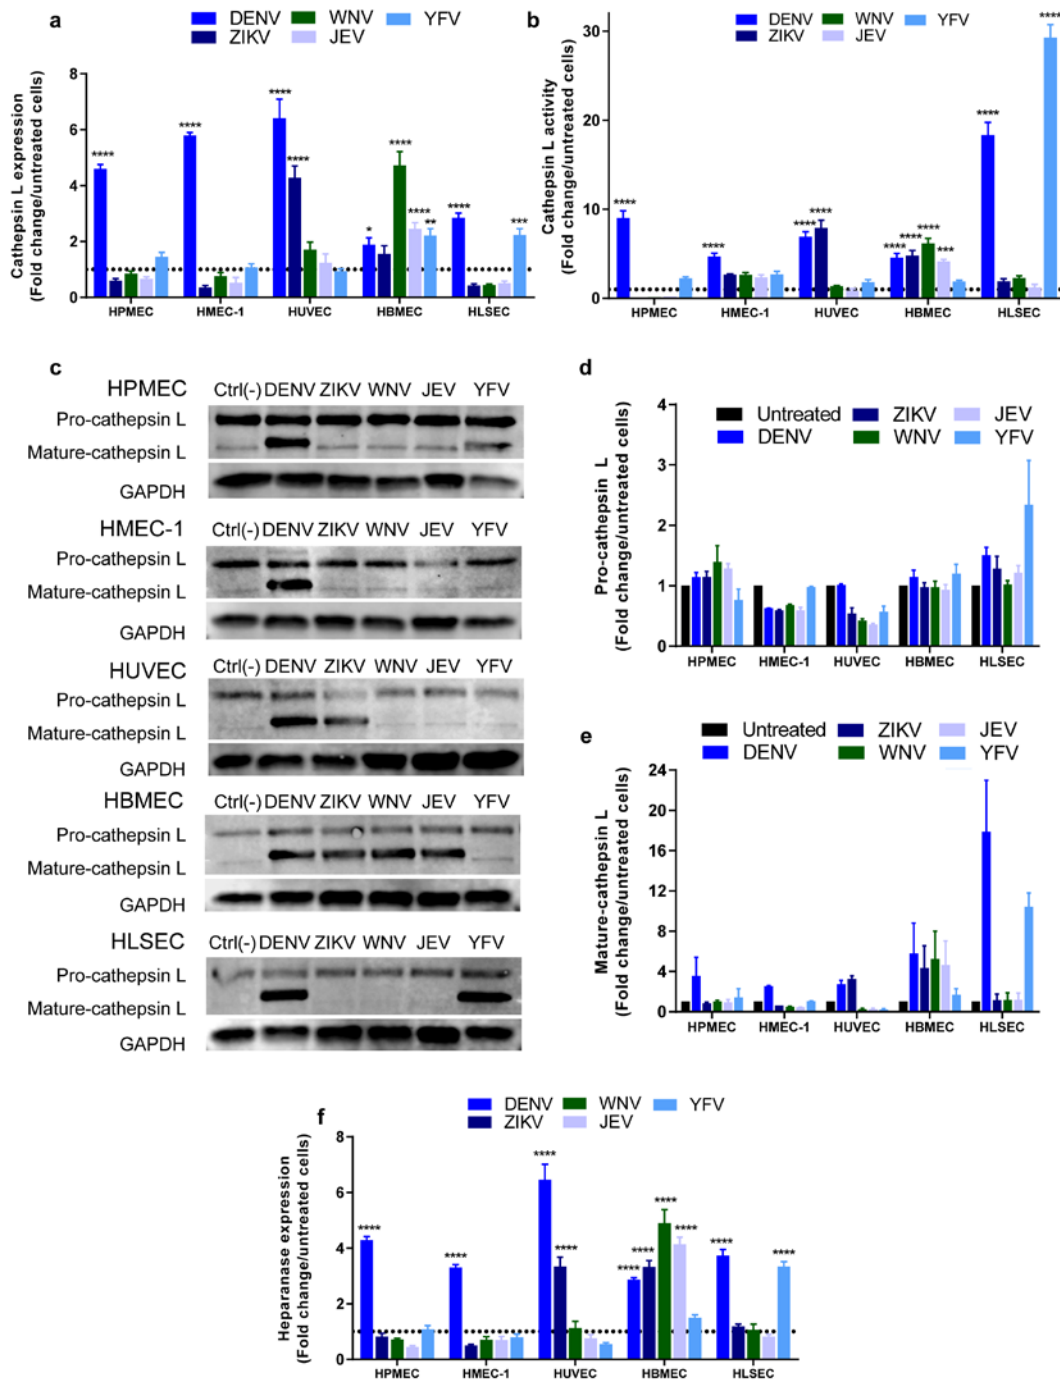 a
DENV WNV YFV
ZIKV JEV
Cathepsin L expression
(Fold change/untreated cells)
8
6
4
2
0
****
****
****
****
*
****
**
****
***
HPMEC HMEC-1 HUVEC HBMEC HLSEC
b
DENV WNV YFV
ZIKV JEV
Cathepsin L activity
(Fold change/untreated cells)
30
20
10
0
****
****
**** ****
**** **** **** ***
****
****
HPMEC HMEC-1 HUVEC HBMEC HLSEC
c
HPMEC Ctrl(-) DENV ZIKV WNV JEV YFV
Pro-cathepsin L
Mature-cathepsin L
GAPDH
HMEC-1 Ctrl(-) DENV ZIKV WNV JEV YFV
Pro-cathepsin L
Mature-cathepsin L
GAPDH
HUVEC Ctrl(-) DENV ZIKV WNV JEV YFV
Pro-cathepsin L
Mature-cathepsin L
GAPDH
HBMEC Ctrl(-) DENV ZIKV WNV JEV YFV
Pro-cathepsin L
Mature-cathepsin L
GAPDH
HLSEC Ctrl(-) DENV ZIKV WNV JEV YFV
Pro-cathepsin L
Mature-cathepsin L
GAPDH
d
Untreated ZIKV JEV
DENV WNV YFV
Pro-cathepsin L
(Fold change/untreated cells)
4
3
2
1
0
HPMEC HMEC-1 HUVEC HBMEC HLSEC
e
Untreated ZIKV JEV
DENV WNV YFV
Mature-cathepsin L
(Fold change/untreated cells)
24
20
16
12
8
4
0
HPMEC HMEC-1 HUVEC HBMEC HLSEC
f
DENV WNV YFV
ZIKV JEV
Heparanase expression
(Fold change/untreated cells)
8
6
4
2
0
****
****
****
****
**** **** **** ****
****
****
HPMEC HMEC-1 HUVEC HBMEC HLSEC